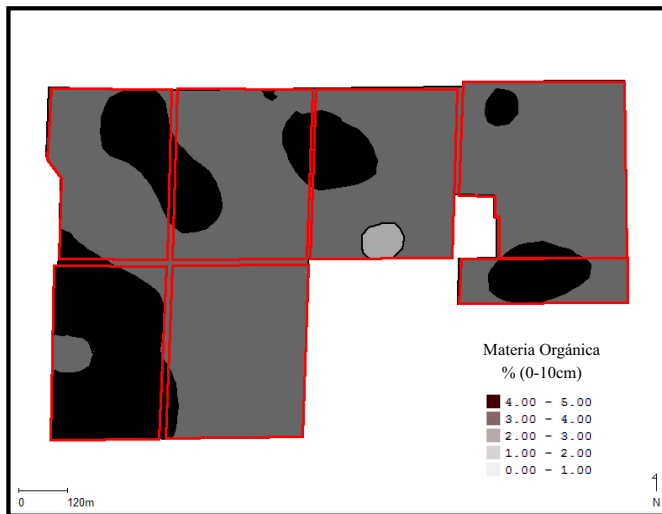 Materia Orgánica
% (0-10cm)
4.00 - 5.00
3.00 - 4.00
2.00 - 3.00
1.00 - 2.00
0.00 - 1.00
0 120m
N